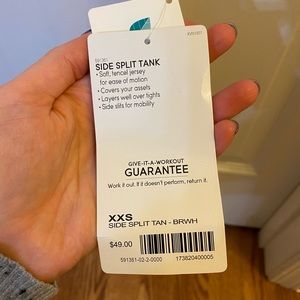 591361
SIDE SPLIT TANK
• Soft, tencel jersey
for ease of motion
• Covers your assets
• Layers well over tights
• Side slits for mobility
GIVE-IT-A-WORKOUT
GUARANTEE
Work it out. If it doesn't perform, return it.
XXS
SIDE SPLIT TAN - BRWH
$49.00
591361-02-2-0000 173820400005